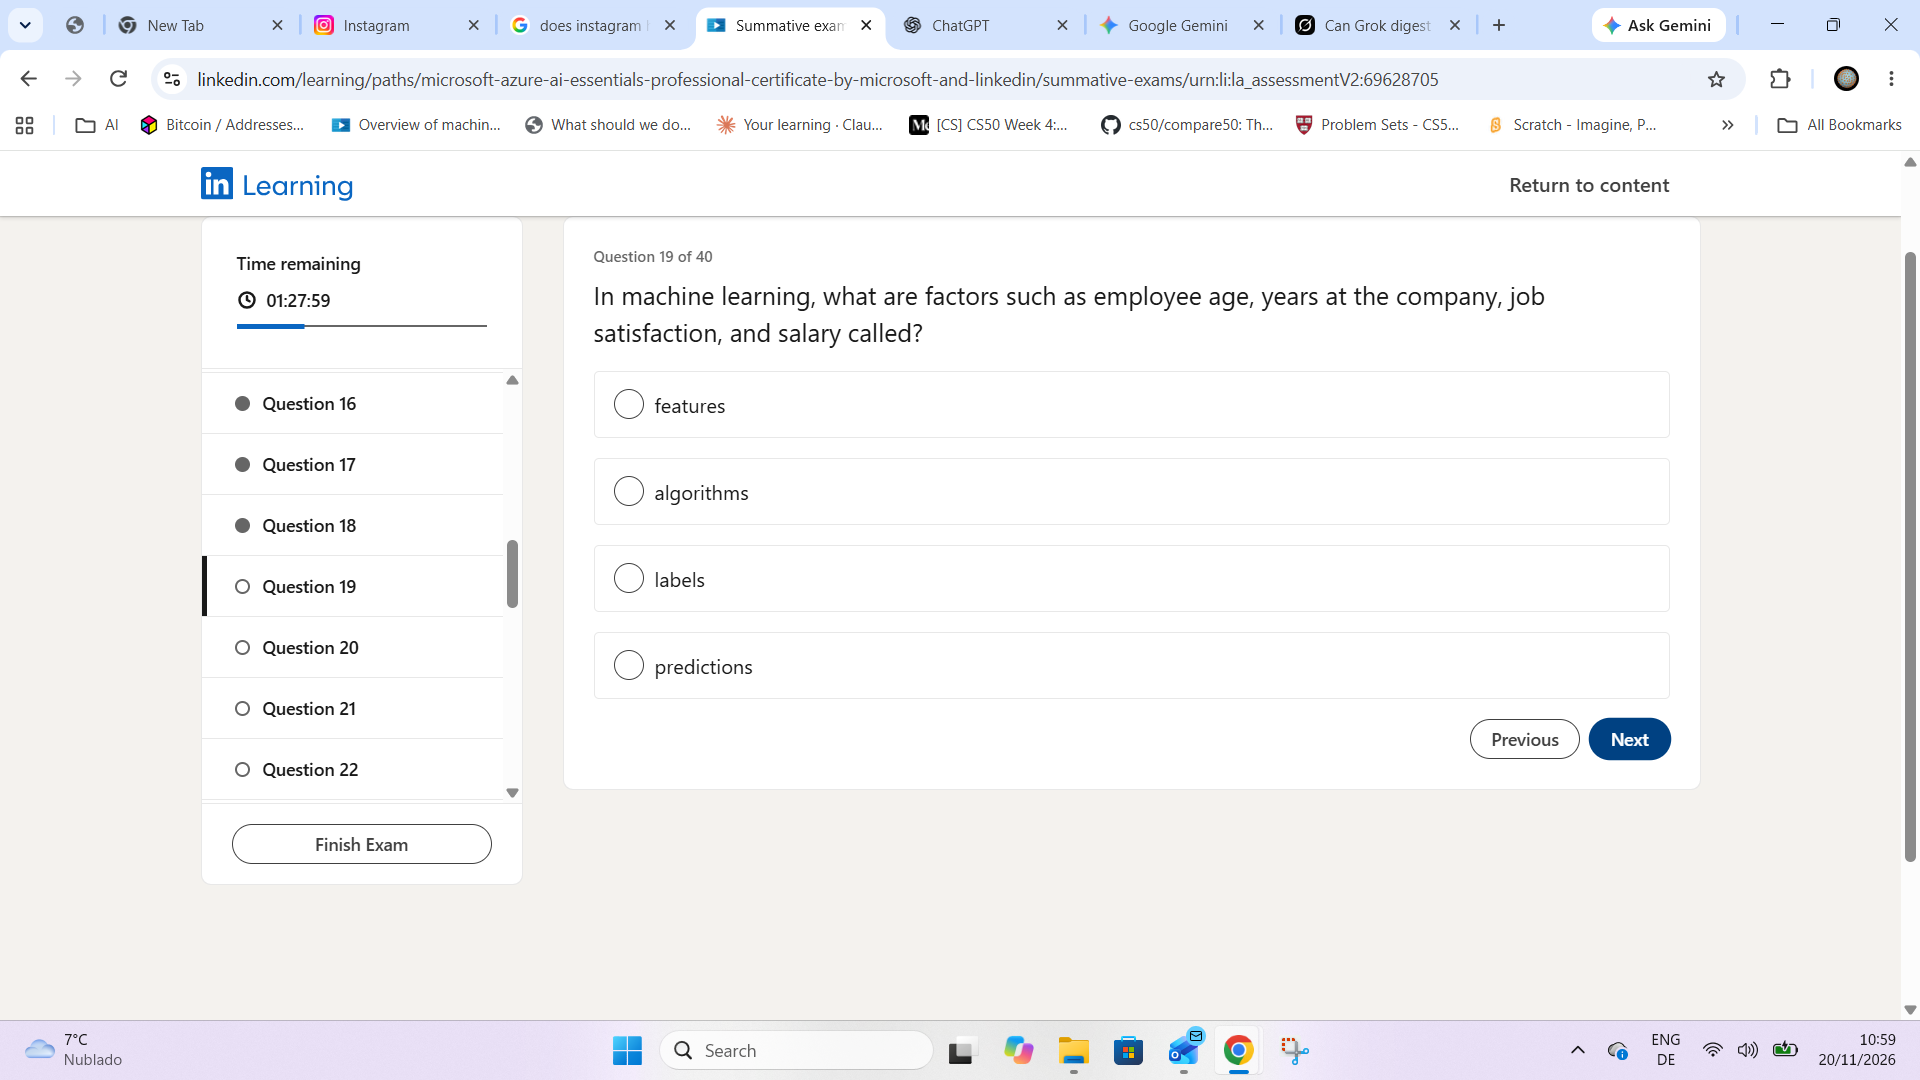 New Tab
Instagram
does instagram
Summative exam
ChatGPT
Google Gemini
Can Grok digest
Ask Gemini
linkedin.com/learning/paths/microsoft-azure-ai-essentials-professional-certificate-by-microsoft-and-linkedin/summative-exams/urn:li:la_assessmentV2:69628705
AI
Bitcoin / Addresses...
Overview of machin...
What should we do...
Your learning · Clau...
[CS] CS50 Week 4:...
cs50/compare50: Th...
Problem Sets - CS5...
Scratch - Imagine, P...
All Bookmarks
in Learning
Return to content
Time remaining
01:27:59
Question 16
Question 17
Question 18
Question 19
Question 20
Question 21
Question 22
Finish Exam
Question 19 of 40
In machine learning, what are factors such as employee age, years at the company, job
satisfaction, and salary called?
features
algorithms
labels
predictions
Previous
Next
7°C
Nublado
Search
ENG
DE
10:59
20/11/2026